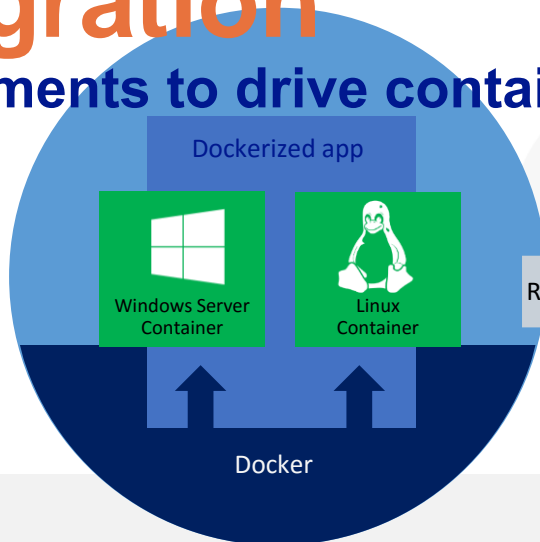 gration
ments to drive contai
Dockerized app
Windows Server
Container
Linux
Container
R
Docker